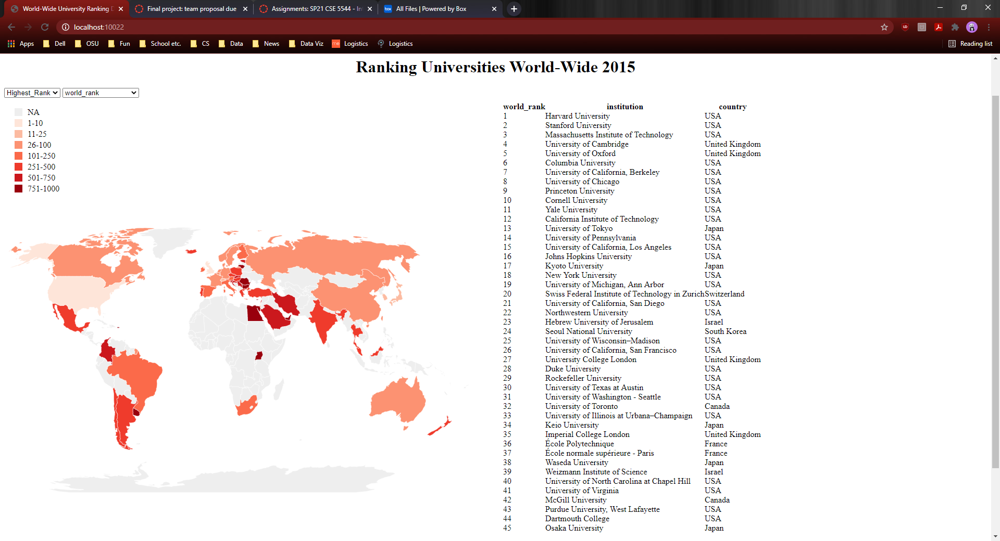 World-Wide University Ranking D
Final project: team proposal due
Assignments: SP21 CSE 5544 - Int
box All Files | Powered by Box
localhost:10022
Apps Dell OSU Fun School etc. CS Data News Data Viz me Logistics Logistics Reading list
Ranking Universities World-Wide 2015
Highest_Rank world_rank
NA
1-10
11-25
26-100
101-250
251-500
501-750
751-1000
world_rank institution country
1 Harvard University USA
2 Stanford University USA
3 Massachusetts Institute of Technology USA
4 University of Cambridge United Kingdom
5 University of Oxford United Kingdom
6 Columbia University USA
7 University of California, Berkeley USA
8 University of Chicago USA
9 Princeton University USA
10 Cornell University USA
11 Yale University USA
12 California Institute of Technology USA
13 University of Tokyo Japan
14 University of Pennsylvania USA
15 University of California, Los Angeles USA
16 Johns Hopkins University USA
17 Kyoto University Japan
18 New York University USA
19 University of Michigan, Ann Arbor USA
20 Swiss Federal Institute of Technology in Zurich Switzerland
21 University of California, San Diego USA
22 Northwestern University USA
23 Hebrew University of Jerusalem Israel
24 Seoul National University South Korea
25 University of Wisconsin–Madison USA
26 University of California, San Francisco USA
27 University College London United Kingdom
28 Duke University USA
29 Rockefeller University USA
30 University of Texas at Austin USA
31 University of Washington - Seattle USA
32 University of Toronto Canada
33 University of Illinois at Urbana–Champaign USA
34 Keio University Japan
35 Imperial College London United Kingdom
36 École Polytechnique France
37 École normale supérieure - Paris France
38 Waseda University Japan
39 Weizmann Institute of Science Israel
40 University of North Carolina at Chapel Hill USA
41 University of Virginia USA
42 McGill University Canada
43 Purdue University, West Lafayette USA
44 Dartmouth College USA
45 Osaka University Japan